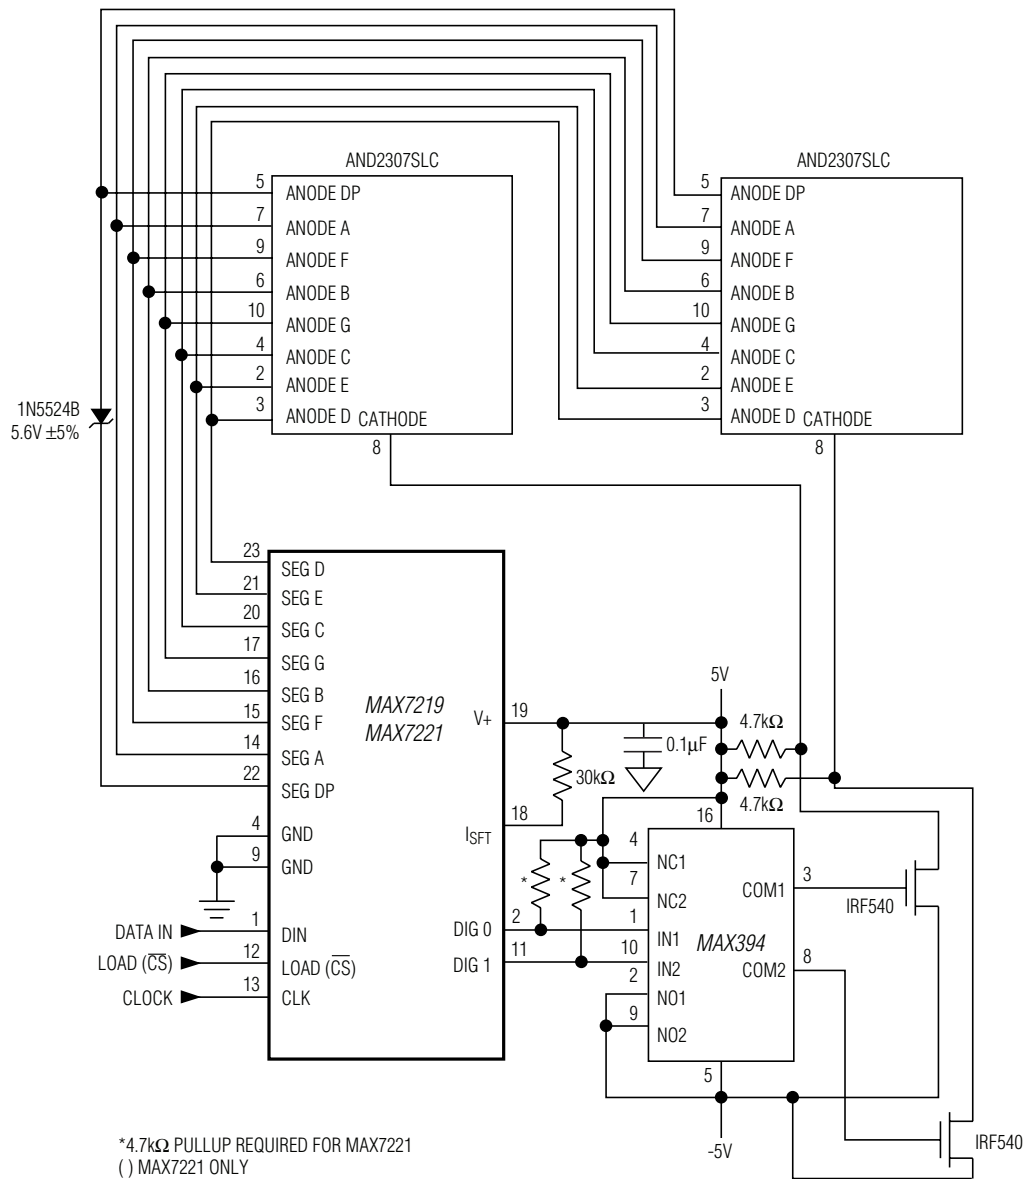 AND2307SLC
5 ANODE DP
7 ANODE A
9 ANODE F
6 ANODE B
10 ANODE G
4 ANODE C
2 ANODE E
3 ANODE D
CATHODE
8
AND2307SLC
5 ANODE DP
7 ANODE A
9 ANODE F
6 ANODE B
10 ANODE G
4 ANODE C
2 ANODE E
3 ANODE D
CATHODE
8
1N5524B
5.6V ±5%
23 SEG D
21 SEG E
20 SEG C
17 SEG G
16 SEG B
15 SEG F
14 SEG A
22 SEG DP
4 GND
9 GND
DATA IN 1 DIN
LOAD (C̅S̅) 12 LOAD (C̅S̅)
CLOCK 13 CLK
MAX7219
MAX7221
V+ 19
ISFT 18
DIG 0 2
DIG 1 11
30kΩ
0.1μF
5V
4.7kΩ
4.7kΩ
*
*
16
4 NC1
7 NC2
1 IN1
10 IN2
2 NO1
9 NO2
MAX394
COM1 3
COM2 8
5
-5V
IRF540
IRF540
*4.7kΩ PULLUP REQUIRED FOR MAX7221
( ) MAX7221 ONLY